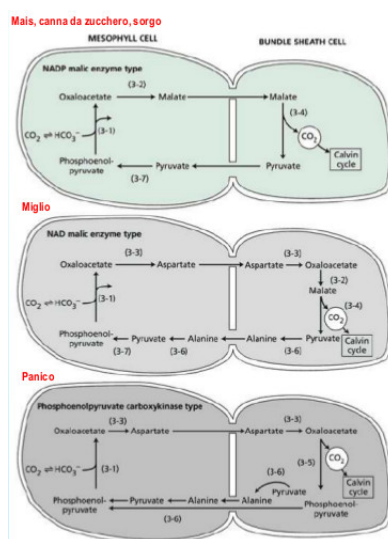 Mais, canna da zucchero, sorgo
MESOPHYLL CELL
BUNDLE SHEATH CELL
NADP malic enzyme type
(3-2)
Oxaloacetate Malate Malate
(3-4)
CO₂ ⇌ HCO₃⁻ (3-1)
CO₂
Calvin
cycle
Phosphoenol-
pyruvate
Pyruvate Pyruvate
(3-7)
Miglio
NAD malic enzyme type
(3-3) (3-3)
Oxaloacetate Aspartate Aspartate Oxaloacetate
(3-2)
Malate
CO₂ ⇌ HCO₃⁻ (3-1)
(3-4)
CO₂
Phosphoenol-
pyruvate
Pyruvate Alanine Alanine Pyruvate
Calvin
cycle
(3-7) (3-6) (3-6)
Panico
Phosphoenolpyruvate carboxykinase type
(3-3) (3-3)
Oxaloacetate Aspartate Aspartate Oxaloacetate
CO₂ ⇌ HCO₃⁻ (3-1)
(3-5)
CO₂
(3-6)
Calvin
cycle
Pyruvate
Phosphoenol-
pyruvate
Pyruvate Alanine Alanine
Phosphoenol-
pyruvate
(3-6)